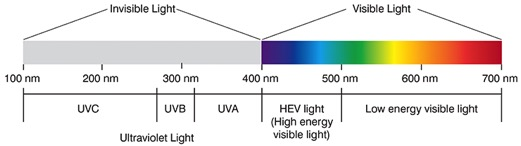 Invisible Light Visible Light
100 nm 200 nm 300 nm 400 nm 500 nm 600 nm 700 nm
UVC UVB UVA HEV light Low energy visible light
(High energy
Ultraviolet Light visible light)